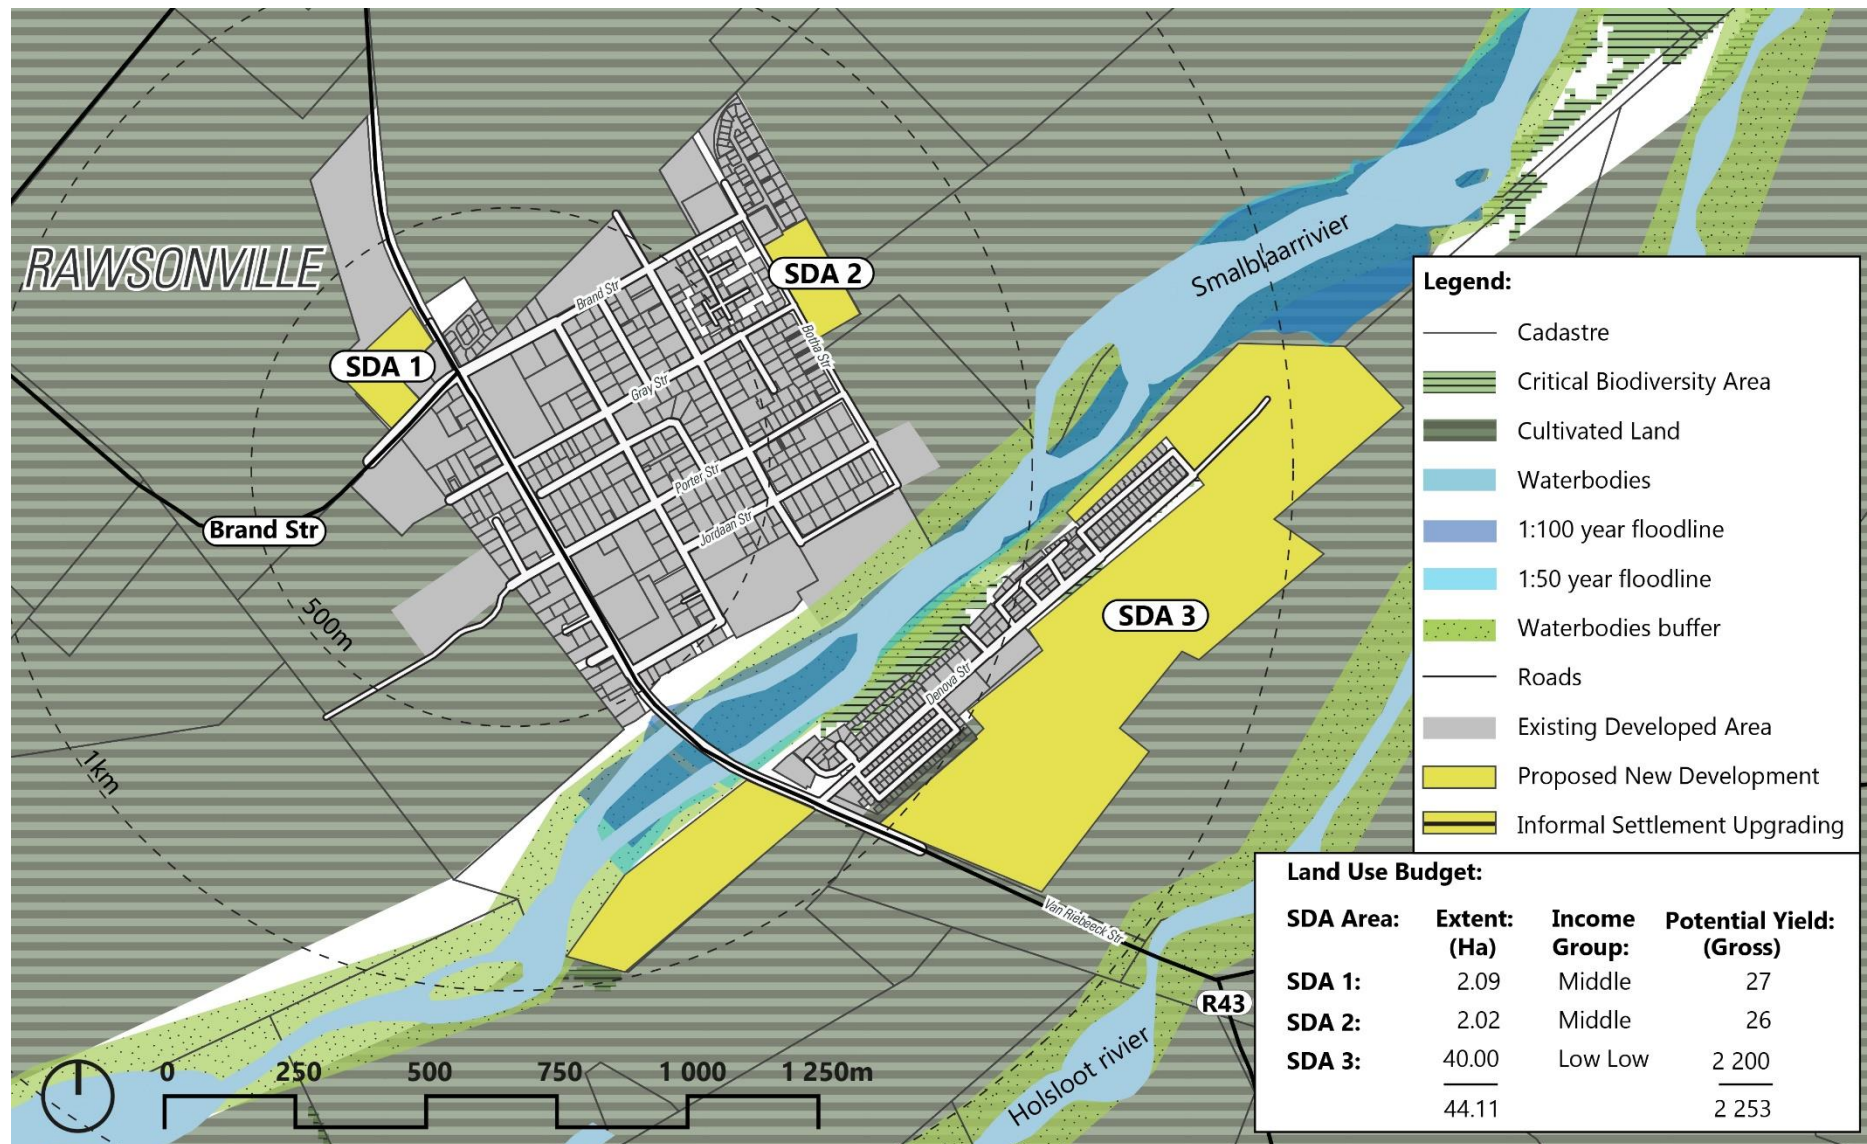 RAWSONVILLE
SDA 1
SDA 2
SDA 3
Brand Str
Brand Str
Gray Str
Porter Str
Jordaan Str
Botha Str
Denova Str
Van Riebeeck Str
R43
Smalblaarrivier
Holsloot rivier
500m
1km
0 250 500 750 1 000 1 250m
Legend:
Cadastre
Critical Biodiversity Area
Cultivated Land
Waterbodies
1:100 year floodline
1:50 year floodline
Waterbodies buffer
Roads
Existing Developed Area
Proposed New Development
Informal Settlement Upgrading
Land Use Budget:
SDA Area: Extent: Income Potential Yield:
(Ha) Group: (Gross)
SDA 1: 2.09 Middle 27
SDA 2: 2.02 Middle 26
SDA 3: 40.00 Low Low 2 200
44.11 2 253